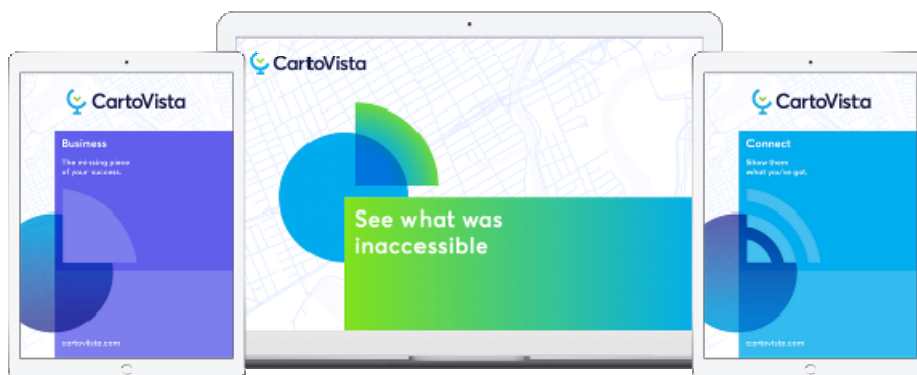 CartoVista
Business
The missing piece
of your success.
cartovista.com
CartoVista
See what was
inaccessible
CartoVista
Connect
Show them
what you've got.
cartovista.com